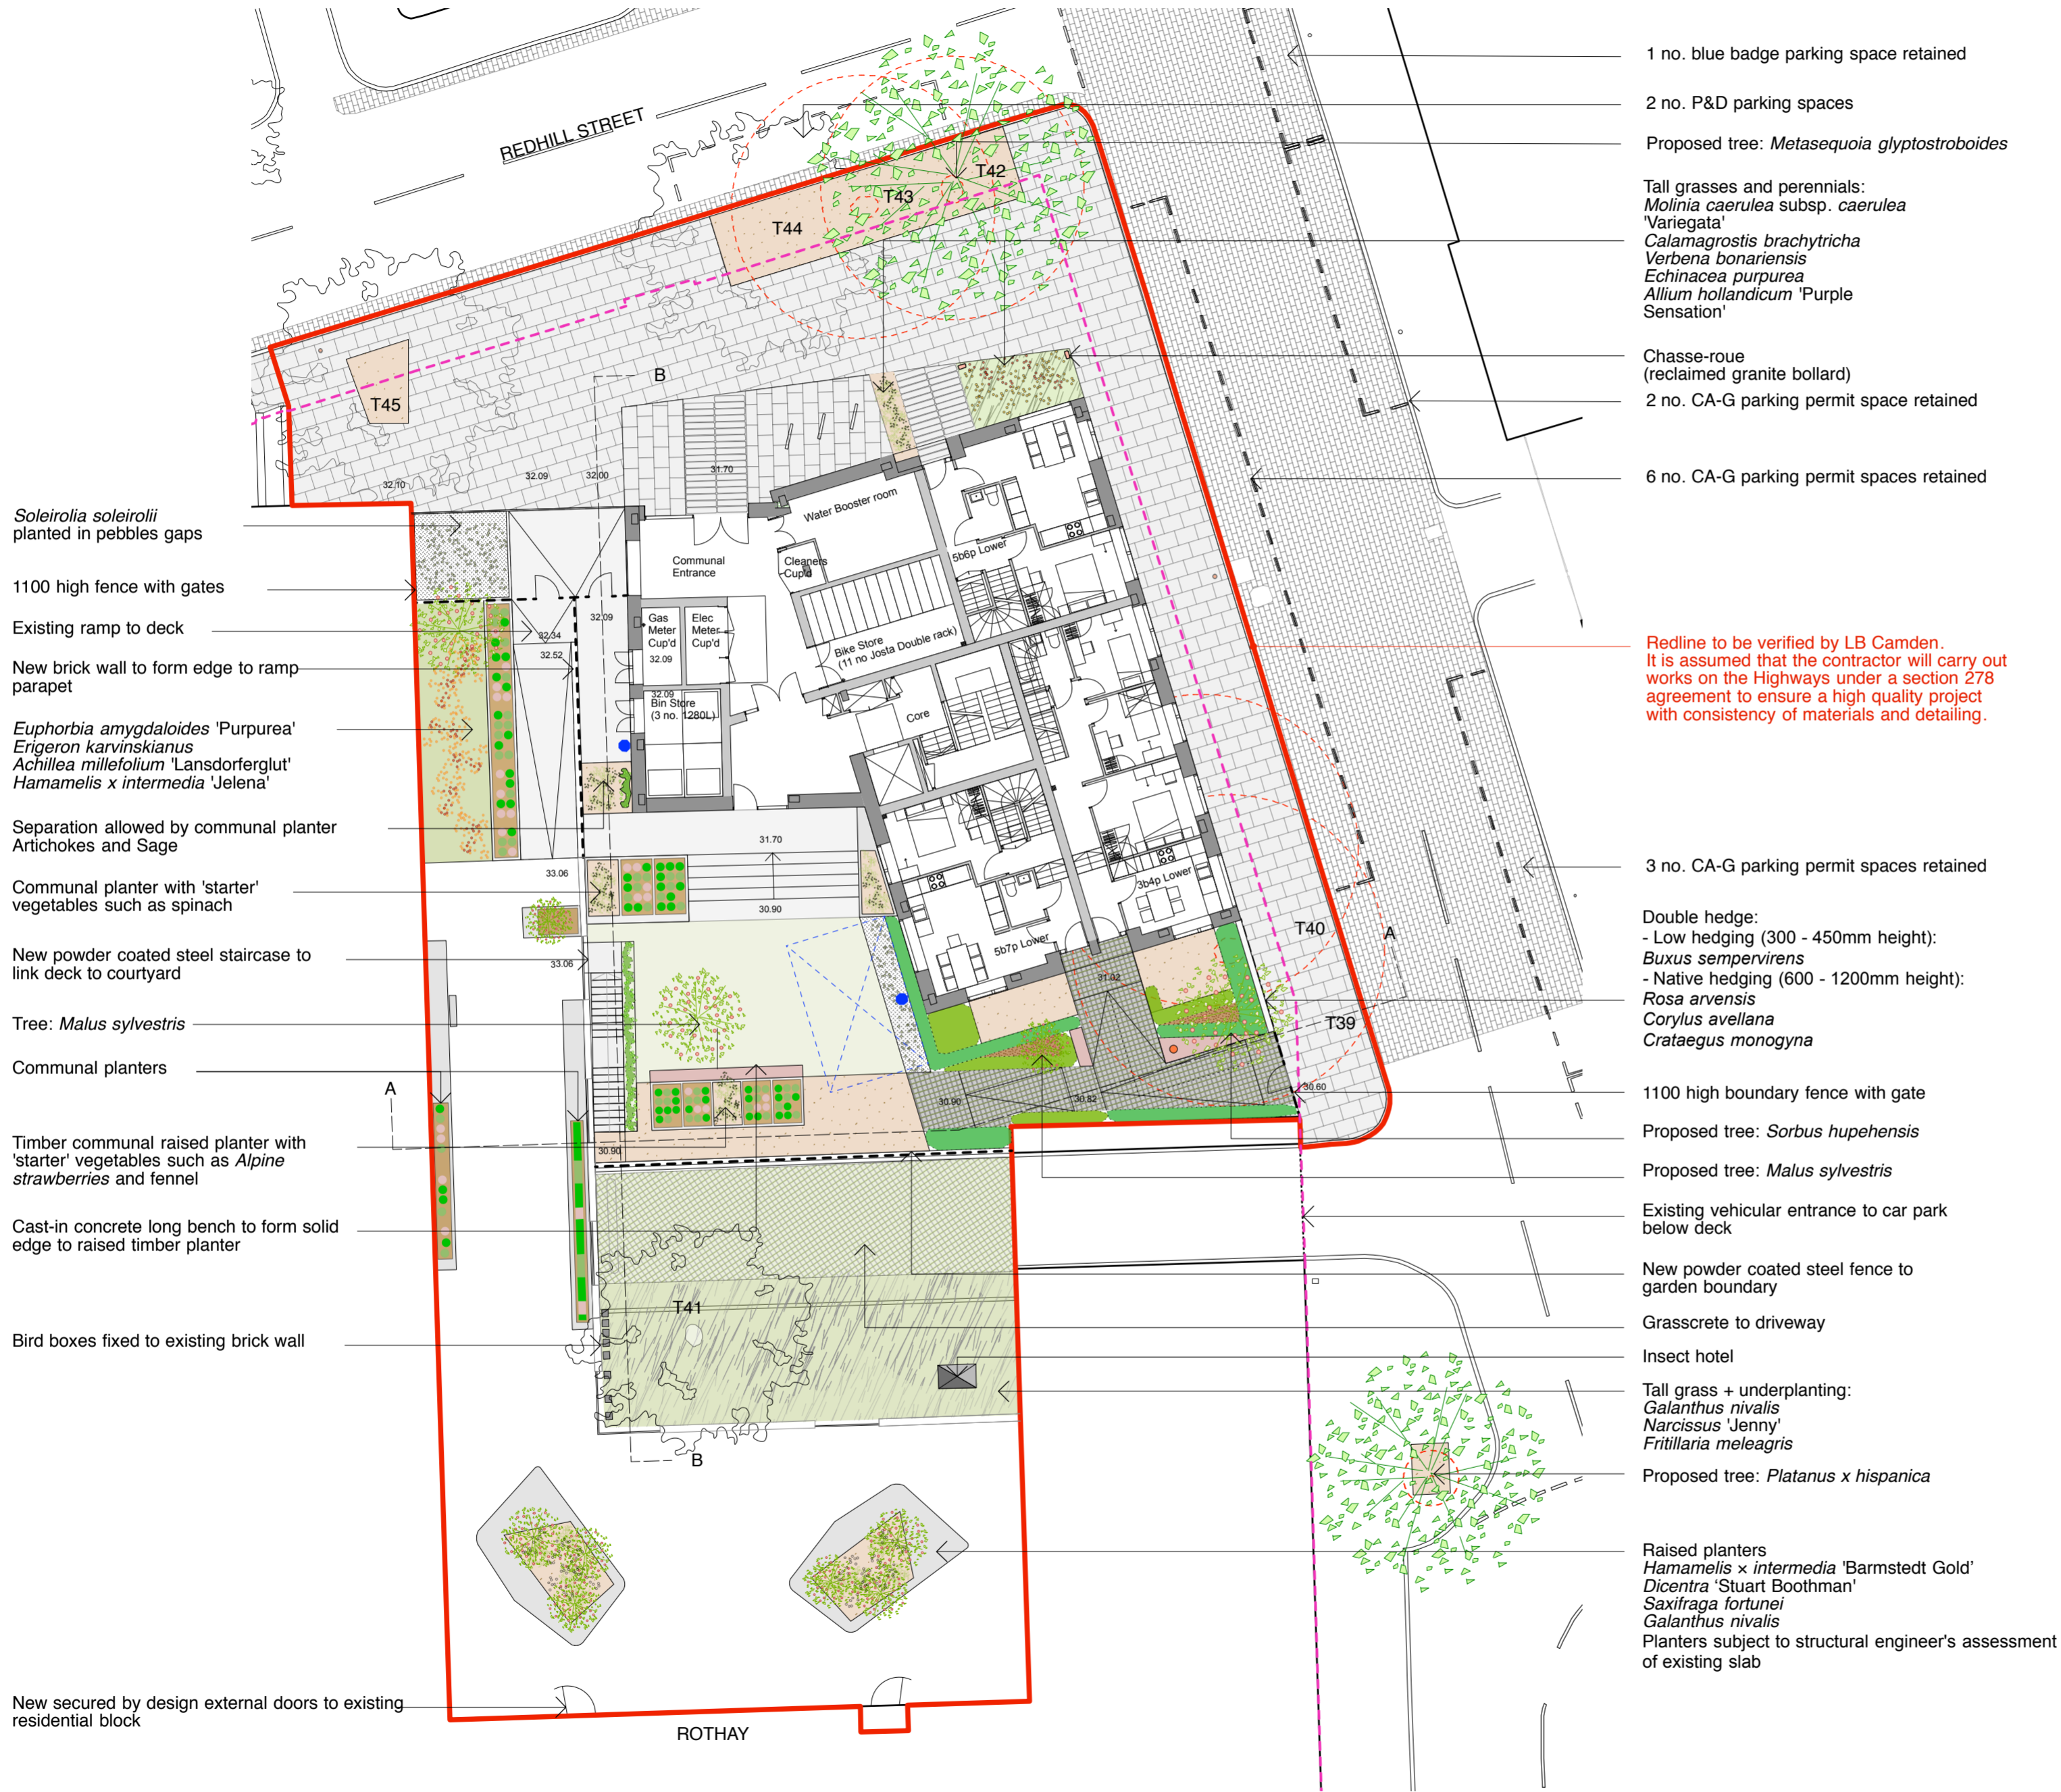 REDHILL STREET
T42
T43
T44
T45
B
32.10
32.09
32.00
31.70
Soleirolia soleirolii
planted in pebbles gaps
1100 high fence with gates
Existing ramp to deck
New brick wall to form edge to ramp
parapet
Euphorbia amygdaloides 'Purpurea'
Erigeron karvinskianus
Achillea millefolium 'Lansdorferglut'
Hamamelis x intermedia 'Jelena'
Separation allowed by communal planter
Artichokes and Sage
Communal planter with 'starter'
vegetables such as spinach
New powder coated steel staircase to
link deck to courtyard
Tree: Malus sylvestris
Communal planters
Timber communal raised planter with
'starter' vegetables such as Alpine
strawberries and fennel
Cast-in concrete long bench to form solid
edge to raised timber planter
Bird boxes fixed to existing brick wall
New secured by design external doors to existing
residential block
Water Booster room
Communal
Entrance
Cleaners
Cup'd
5b6p Lower
32.09
32.34
32.52
Gas
Meter
Cup'd
32.09
Elec
Meter
Cup'd
Bike Store
(11 no Josta Double rack)
32.09
Bin Store
(3 no. 1280L)
Core
31.70
33.06
30.90
33.06
3b4p Lower
5b7p Lower
T40
A
31.02
T39
30.60
30.90
30.82
A
30.90
T41
B
ROTHAY
1 no. blue badge parking space retained
2 no. P&D parking spaces
Proposed tree: Metasequoia glyptostroboides
Tall grasses and perennials:
Molinia caerulea subsp. caerulea
'Variegata'
Calamagrostis brachytricha
Verbena bonariensis
Echinacea purpurea
Allium hollandicum 'Purple
Sensation'
Chasse-roue
(reclaimed granite bollard)
2 no. CA-G parking permit space retained
6 no. CA-G parking permit spaces retained
Redline to be verified by LB Camden.
It is assumed that the contractor will carry out
works on the Highways under a section 278
agreement to ensure a high quality project
with consistency of materials and detailing.
3 no. CA-G parking permit spaces retained
Double hedge:
- Low hedging (300 - 450mm height):
Buxus sempervirens
- Native hedging (600 - 1200mm height):
Rosa arvensis
Corylus avellana
Crataegus monogyna
1100 high boundary fence with gate
Proposed tree: Sorbus hupehensis
Proposed tree: Malus sylvestris
Existing vehicular entrance to car park
below deck
New powder coated steel fence to
garden boundary
Grasscrete to driveway
Insect hotel
Tall grass + underplanting:
Galanthus nivalis
Narcissus 'Jenny'
Fritillaria meleagris
Proposed tree: Platanus x hispanica
Raised planters
Hamamelis × intermedia 'Barmstedt Gold’
Dicentra ‘Stuart Boothman'
Saxifraga fortunei
Galanthus nivalis
Planters subject to structural engineer's assessment
of existing slab